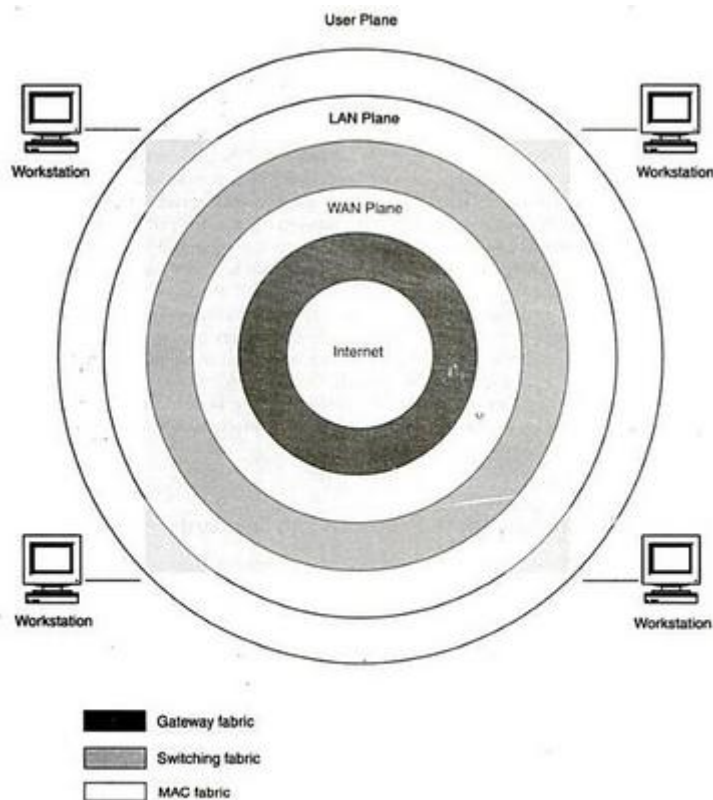 User Plane
LAN Plane
Workstation
Workstation
WAN Plane
Internet
Workstation
Workstation
Gateway fabric
Switching fabric
MAC fabric